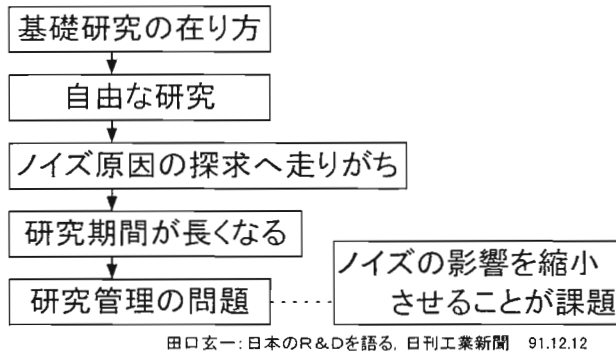 基礎研究の在り方
自由な研究
ノイズ原因の探求へ走りがち
研究期間が長くなる
研究管理の問題
ノイズの影響を縮小
させることが課題
田口玄一:日本のR&Dを語る, 日刊工業新聞 91.12.12